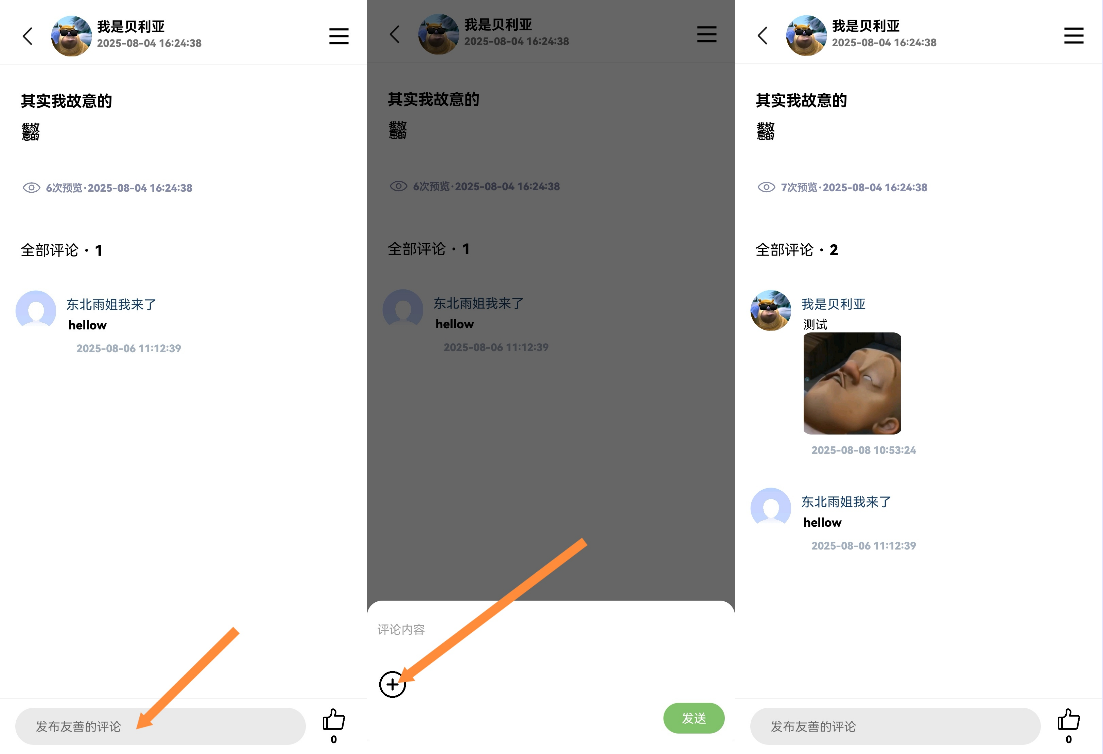 我是贝利亚
2025-08-04 16:24:38
其实我故意的
6次预览·2025-08-04 16:24:38
全部评论·1
东北雨姐我来了
hellow
2025-08-06 11:12:39
发布友善的评论
0
我是贝利亚
2025-08-04 16:24:38
其实我故意的
6次预览·2025-08-04 16:24:38
全部评论·1
东北雨姐我来了
hellow
2025-08-06 11:12:39
评论内容
发送
我是贝利亚
2025-08-04 16:24:38
其实我故意的
7次预览·2025-08-04 16:24:38
全部评论·2
我是贝利亚
测试
2025-08-08 10:53:24
东北雨姐我来了
hellow
2025-08-06 11:12:39
发布友善的评论
0